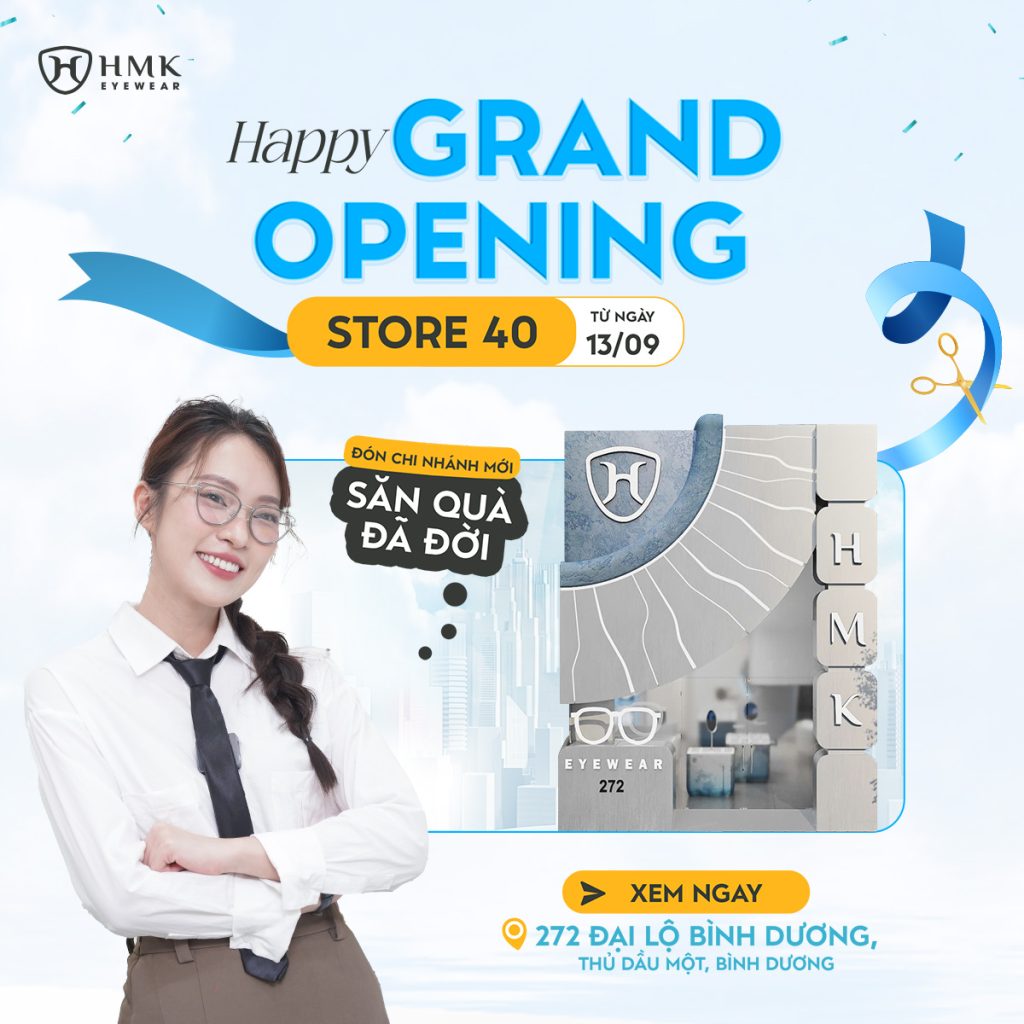 HMK
EYEWEAR
Happy GRAND
OPENING
STORE 40
TỪ NGÀY
13/09
ĐÓN CHI NHÁNH MỚI
SĂN QUÀ
ĐÃ ĐỜI
H
M
K
EYEWEAR
272
XEM NGAY
272 ĐẠI LỘ BÌNH DƯƠNG,
THỦ DẦU MỘT, BÌNH DƯƠNG